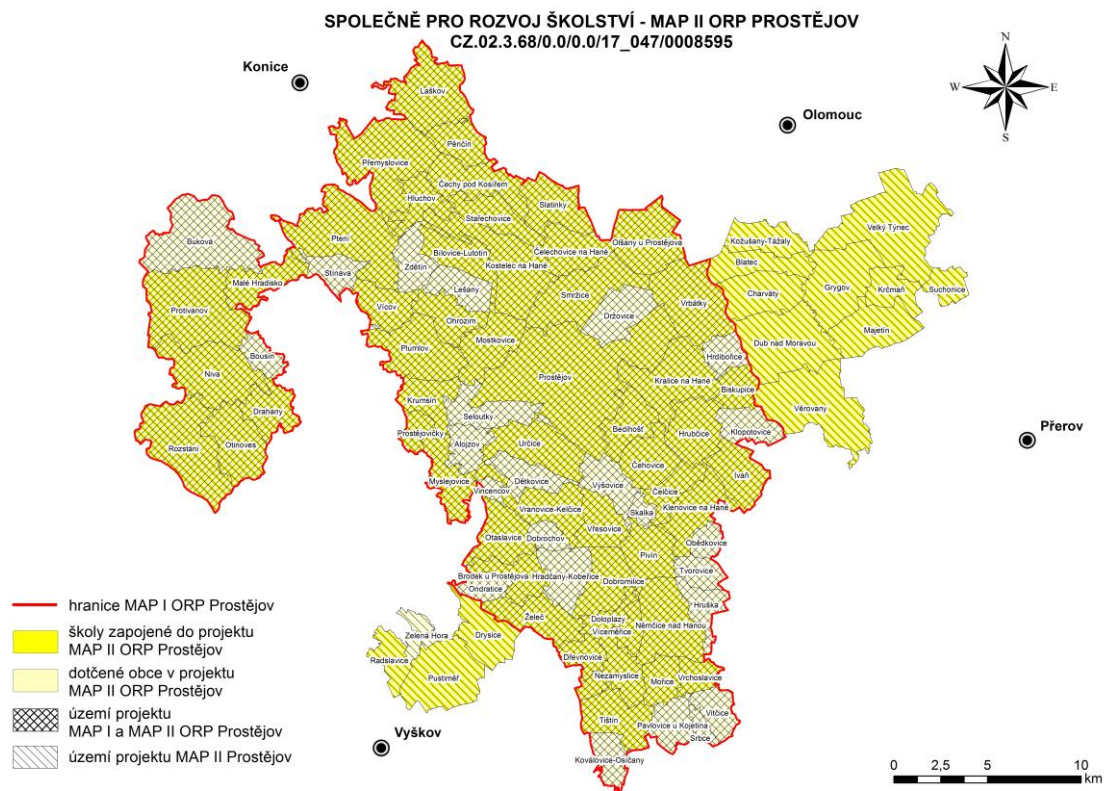 SPOLEČNĚ PRO ROZVOJ ŠKOLSTVÍ - MAP II ORP PROSTĚJOV
CZ.02.3.68/0.0/0.0/17_047/0008595
Konice
N
W
E
S
Olomouc
Laškov
Pěnčín
Přemyslovice
Čechy pod Kosířem
Hluchov
Slatinky
Stařechovice
Velký Týnec
Buková
Ptení
Olšany u Prostějova
Kožušany-Tážaly
Bílovice-Lutotín
Čelechovice na Hané
Blatec
Zdětín
Kostelec na Hané
Stínava
Malé Hradisko
Lešany
Smržice
Charváty
Grygov
Krčmaň
Suchonice
Vícov
Vrbátky
Protivanov
Držovice
Ohrozim
Majetín
Mostkovice
Dub nad Moravou
Plumlov
Bousín
Hrdibořice
Niva
Prostějov
Kralice na Hané
Biskupice
Krumsín
Drahany
Věrovany
Seloutky
Přerov
Bedihošť
Klopotovice
Prostějovičky
Hrubčice
Rozstání
Otinoves
Alojzov
Určice
Čehovice
Ivaň
Myslejovice
Dětkovice
Výšovice
Čelčice
Vincencov
Klenovice na Hané
Vranovice-Kelčice
Skalka
Vřesovice
Otaslavice
Dobrochov
Obědkovice
Pivín
Tvorovice
Brodek u Prostějova
Hradčany-Kobeřice
Dobromilice
Ondratice
Hruška
Želeč
Doloplazy
Němčice nad Hanou
Víceměřice
Zelená Hora
Drysice
Dřevnovice
Radslavice
Nezamyslice
Mořice
Vrchoslavice
Pustiměř
Vitčice
Tištín
Pavlovice u Kojetína
Srbce
Vyškov
Koválovice-Osíčany
hranice MAP I ORP Prostějov
školy zapojené do projektu
MAP II ORP Prostějov
dotčené obce v projektu
MAP II ORP Prostějov
území projektu
MAP I a MAP II ORP Prostějov
území projektu MAP II Prostějov
0 2,5 5 10
km